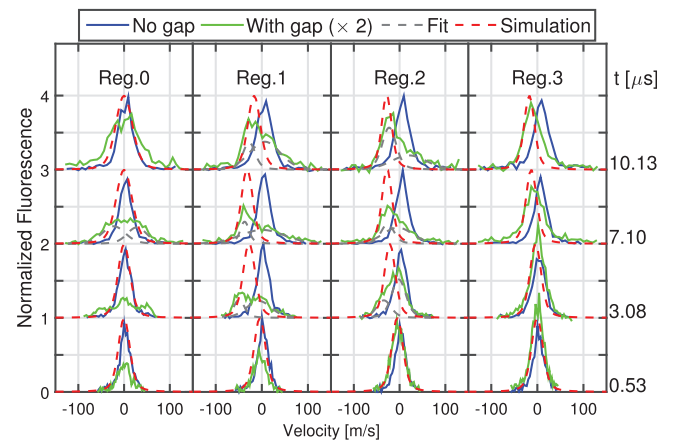 No gap With gap (× 2) Fit Simulation
Reg.0 Reg.1 Reg.2 Reg.3 t [μs]
Normalized Fluorescence
4
10.13
3
7.10
2
3.08
1
0.53
0
-100 0 100 -100 0 100 -100 0 100 -100 0 100
Velocity [m/s]